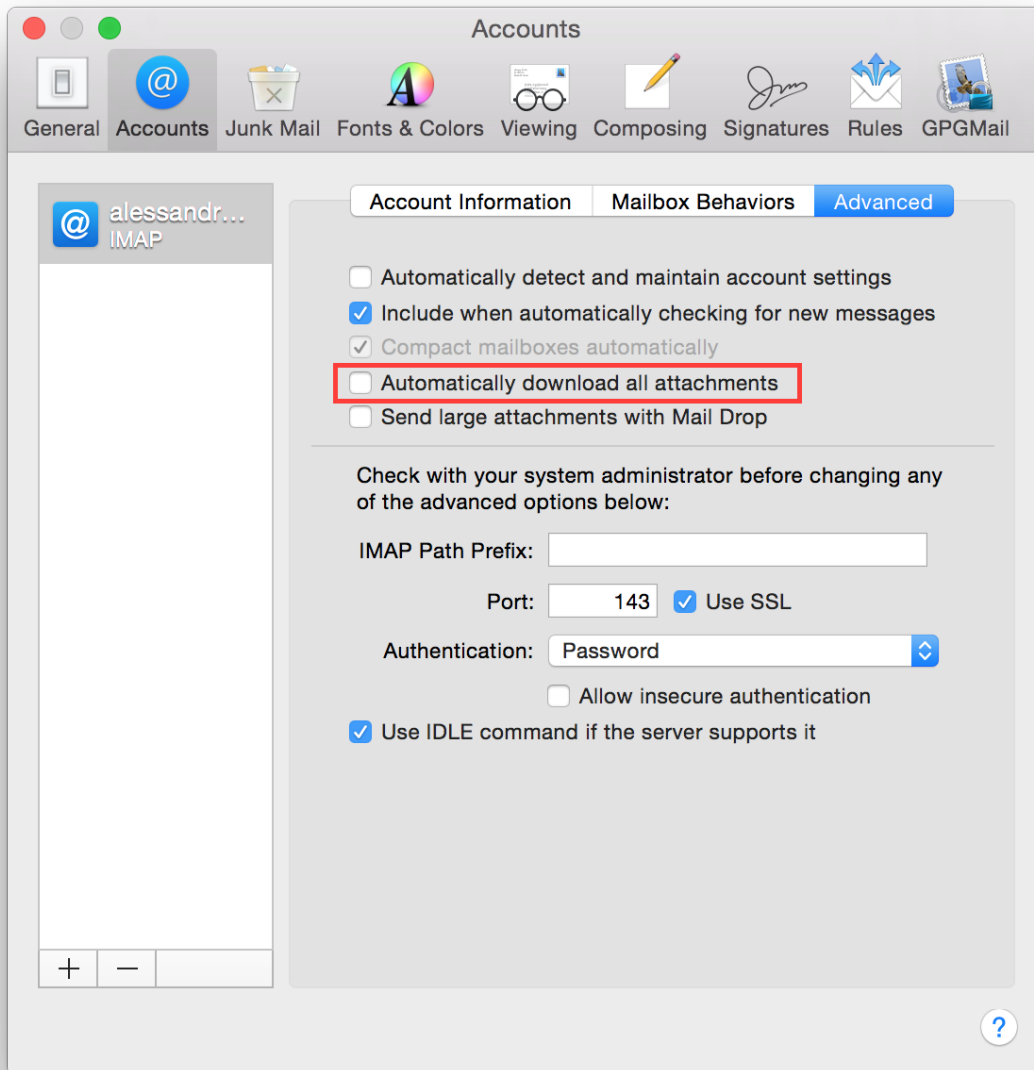 Accounts
General Accounts Junk Mail Fonts & Colors Viewing Composing Signatures Rules GPGMail
alessandr...
IMAP
Account Information Mailbox Behaviors Advanced
Automatically detect and maintain account settings
Include when automatically checking for new messages
Compact mailboxes automatically
Automatically download all attachments
Send large attachments with Mail Drop
Check with your system administrator before changing any
of the advanced options below:
IMAP Path Prefix:
Port: 143 Use SSL
Authentication: Password
Allow insecure authentication
Use IDLE command if the server supports it
+ −
?